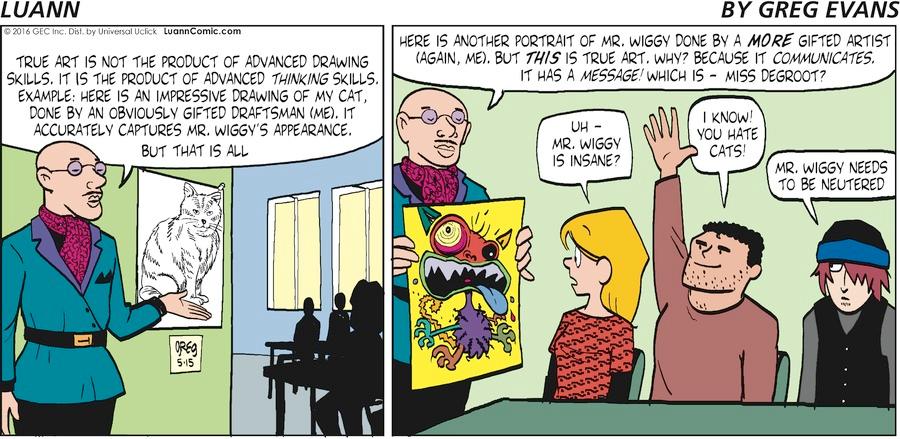 LUANN
BY GREG EVANS
© 2016 GEC Inc. Dist. by Universal Uclick LuannComic.com
TRUE ART IS NOT THE PRODUCT OF ADVANCED DRAWING
SKILLS. IT IS THE PRODUCT OF ADVANCED THINKING SKILLS.
EXAMPLE: HERE IS AN IMPRESSIVE DRAWING OF MY CAT,
DONE BY AN OBVIOUSLY GIFTED DRAFTSMAN (ME). IT
ACCURATELY CAPTURES MR. WIGGY'S APPEARANCE.
BUT THAT IS ALL
GREG
5·15
HERE IS ANOTHER PORTRAIT OF MR. WIGGY DONE BY A MORE GIFTED ARTIST
(AGAIN, ME). BUT THIS IS TRUE ART. WHY? BECAUSE IT COMMUNICATES.
IT HAS A MESSAGE! WHICH IS – MISS DEGROOT?
UH –
MR. WIGGY
IS INSANE?
I KNOW!
YOU HATE
CATS!
MR. WIGGY NEEDS
TO BE NEUTERED